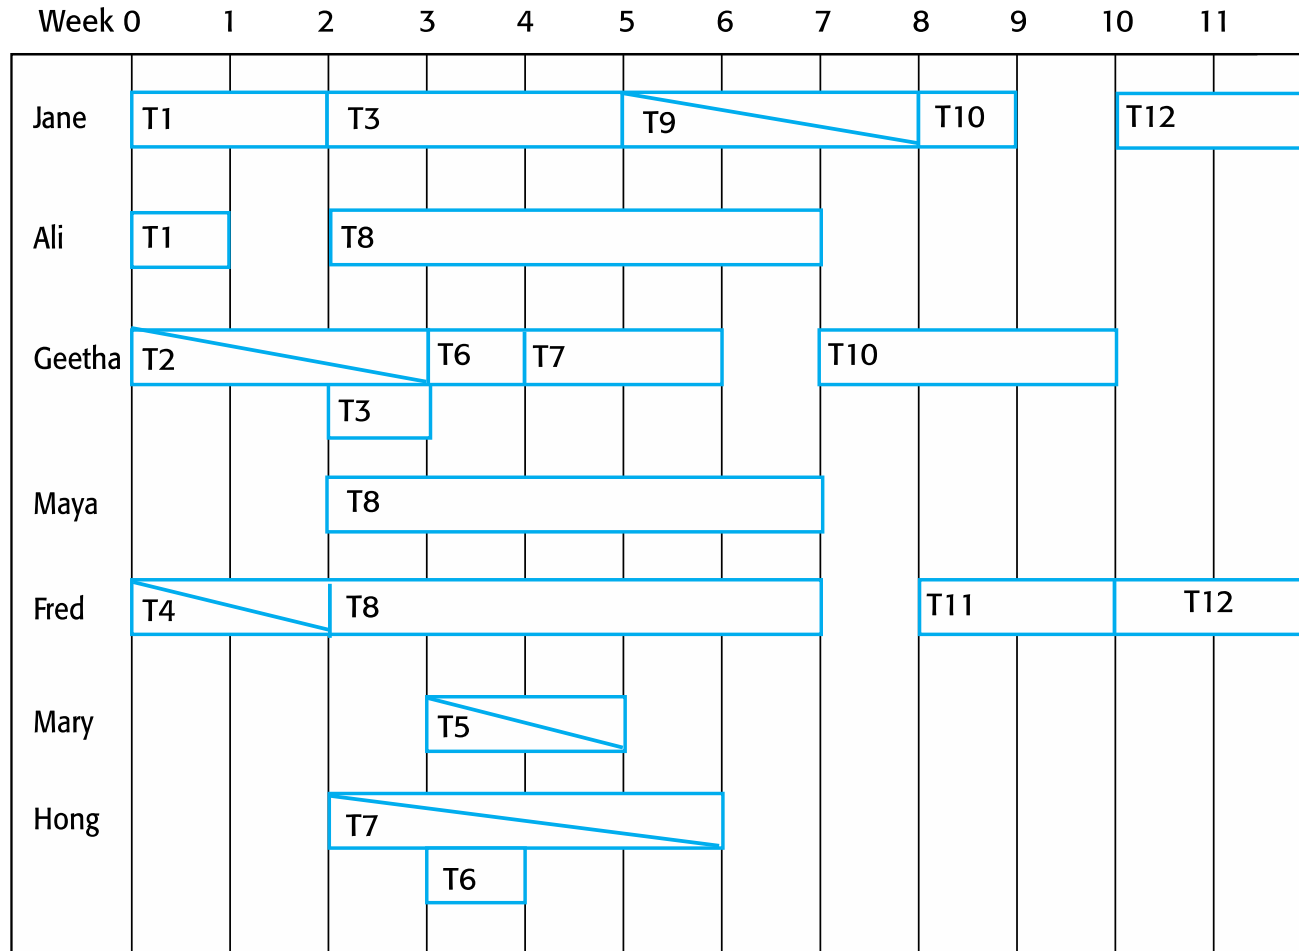 Week 0 1 2 3 4 5 6 7 8 9 10 11
Jane T1 T3 T9 T10 T12
Ali T1 T8
Geetha T2 T6 T7 T10
T3
Maya T8
Fred T4 T8 T11 T12
Mary T5
Hong T7
T6